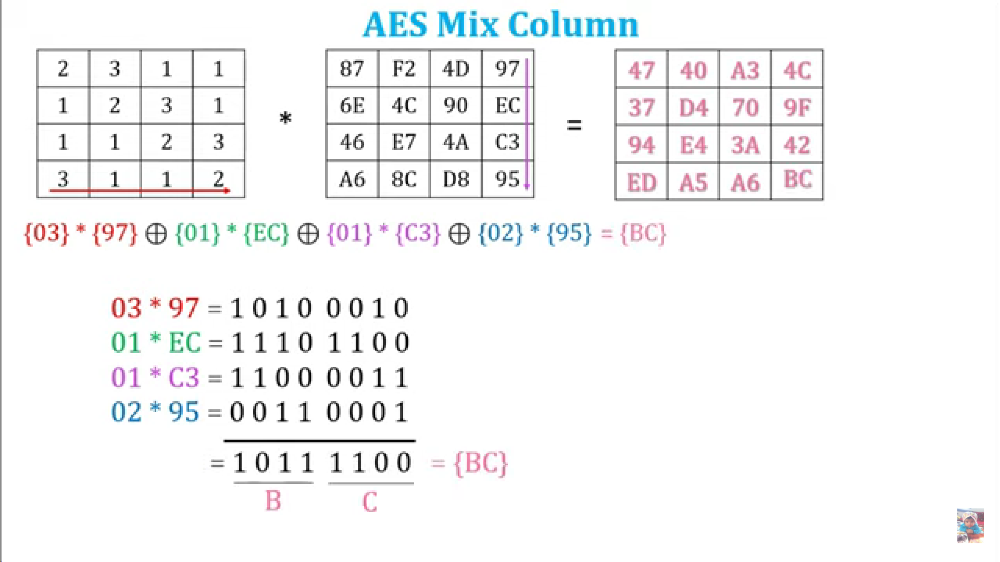 AES Mix Column
2 3 1 1
1 2 3 1
1 1 2 3
3 1 1 2
*
87 F2 4D 97
6E 4C 90 EC
46 E7 4A C3
A6 8C D8 95
=
47 40 A3 4C
37 D4 70 9F
94 E4 3A 42
ED A5 A6 BC
{03} * {97} ⊕ {01} * {EC} ⊕ {01} * {C3} ⊕ {02} * {95} = {BC}
03 * 97 = 1 0 1 0 0 0 1 0
01 * EC = 1 1 1 0 1 1 0 0
01 * C3 = 1 1 0 0 0 0 1 1
02 * 95 = 0 0 1 1 0 0 0 1
= 1 0 1 1 1 1 0 0 = {BC}
B C